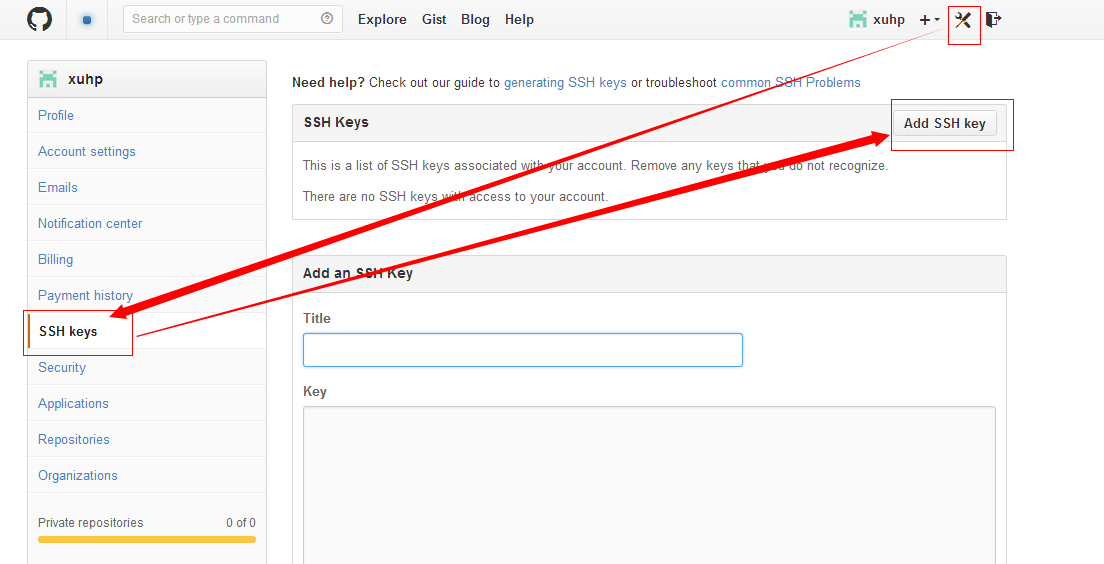 Search or type a command
Explore Gist Blog Help
xuhp
xuhp
Profile
Account settings
Emails
Notification center
Billing
Payment history
SSH keys
Security
Applications
Repositories
Organizations
Private repositories 0 of 0
Need help? Check out our guide to generating SSH keys or troubleshoot common SSH Problems
SSH Keys
Add SSH key
This is a list of SSH keys associated with your account. Remove any keys that you do not recognize.
There are no SSH keys with access to your account.
Add an SSH Key
Title
Key